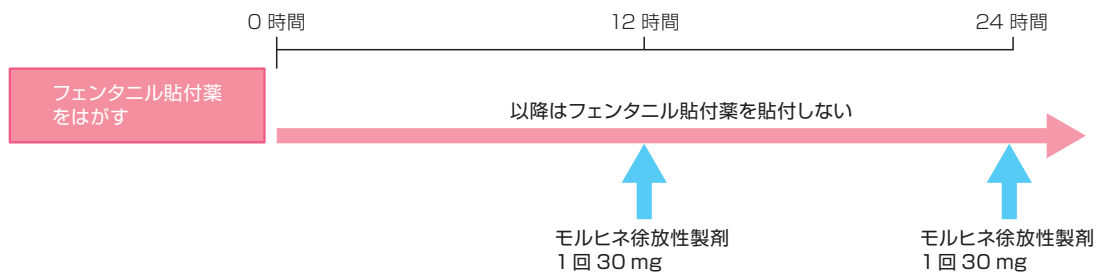 0 時間
12 時間
24 時間
フェンタニル貼付薬
をはがす
以降はフェンタニル貼付薬を貼付しない
モルヒネ徐放性製剤
1 回 30 mg
モルヒネ徐放性製剤
1 回 30 mg